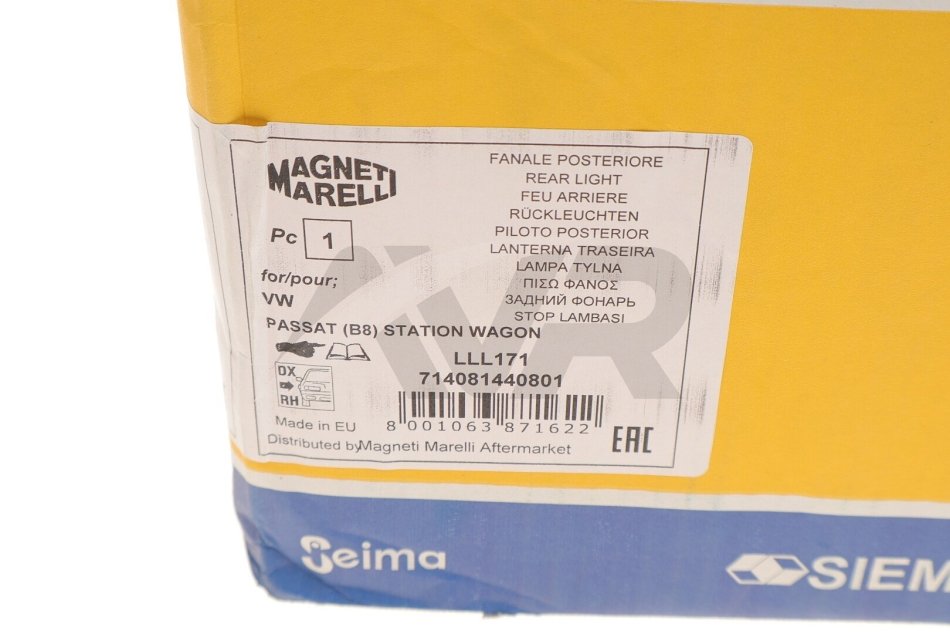 MAGNETI MARELLI
Pc 1
for/pour;
VW
PASSAT (B8) STATION WAGON
FANALE POSTERIORE
REAR LIGHT
FEU ARRIERE
RÜCKLEUCHTEN
PILOTO POSTERIOR
LANTERNA TRASEIRA
LAMPA TYLNA
ΠΙΣΩ ΦΑΝΟΣ
ЗАДНИЙ ФОНАРЬ
STOP LAMBASI
LLL171
714081440801
DX
RH
8 001063 871622
Made in EU
Distributed by Magneti Marelli Aftermarket
EAC
AVR
Seima
SIEM